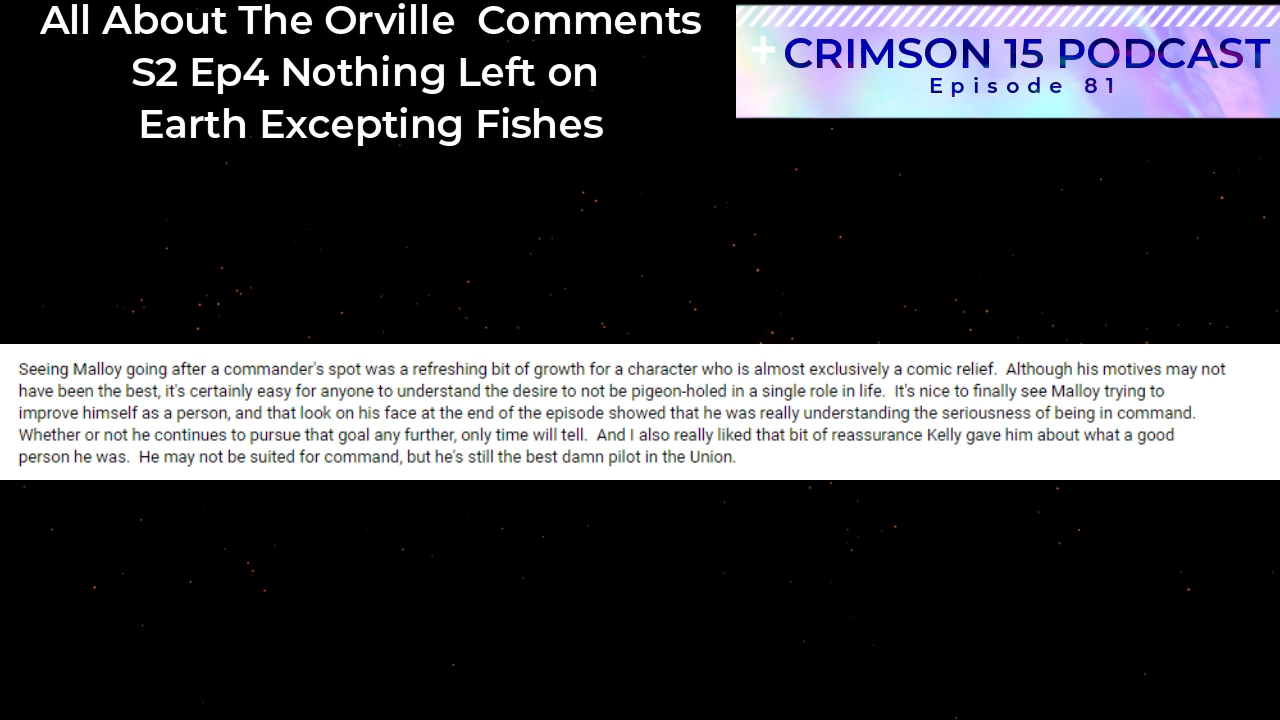 All About The Orville Comments
S2 Ep4 Nothing Left on
Earth Excepting Fishes
CRIMSON 15 PODCAST
Episode 81
Seeing Malloy going after a commander's spot was a refreshing bit of growth for a character who is almost exclusively a comic relief. Although his motives may not
have been the best, it's certainly easy for anyone to understand the desire to not be pigeon-holed in a single role in life. It's nice to finally see Malloy trying to
improve himself as a person, and that look on his face at the end of the episode showed that he was really understanding the seriousness of being in command.
Whether or not he continues to pursue that goal any further, only time will tell. And I also really liked that bit of reassurance Kelly gave him about what a good
person he was. He may not be suited for command, but he's still the best damn pilot in the Union.